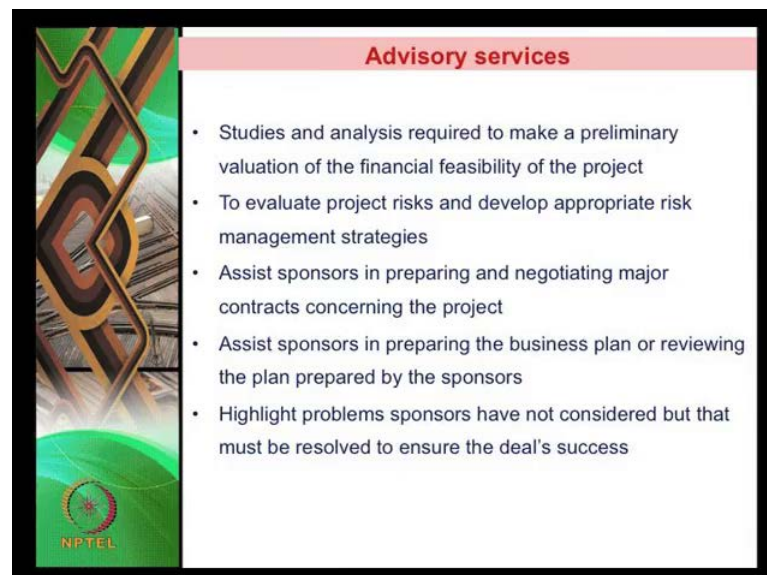 Advisory services
• Studies and analysis required to make a preliminary
valuation of the financial feasibility of the project
• To evaluate project risks and develop appropriate risk
management strategies
• Assist sponsors in preparing and negotiating major
contracts concerning the project
• Assist sponsors in preparing the business plan or reviewing
the plan prepared by the sponsors
• Highlight problems sponsors have not considered but that
must be resolved to ensure the deal's success
NPTEL